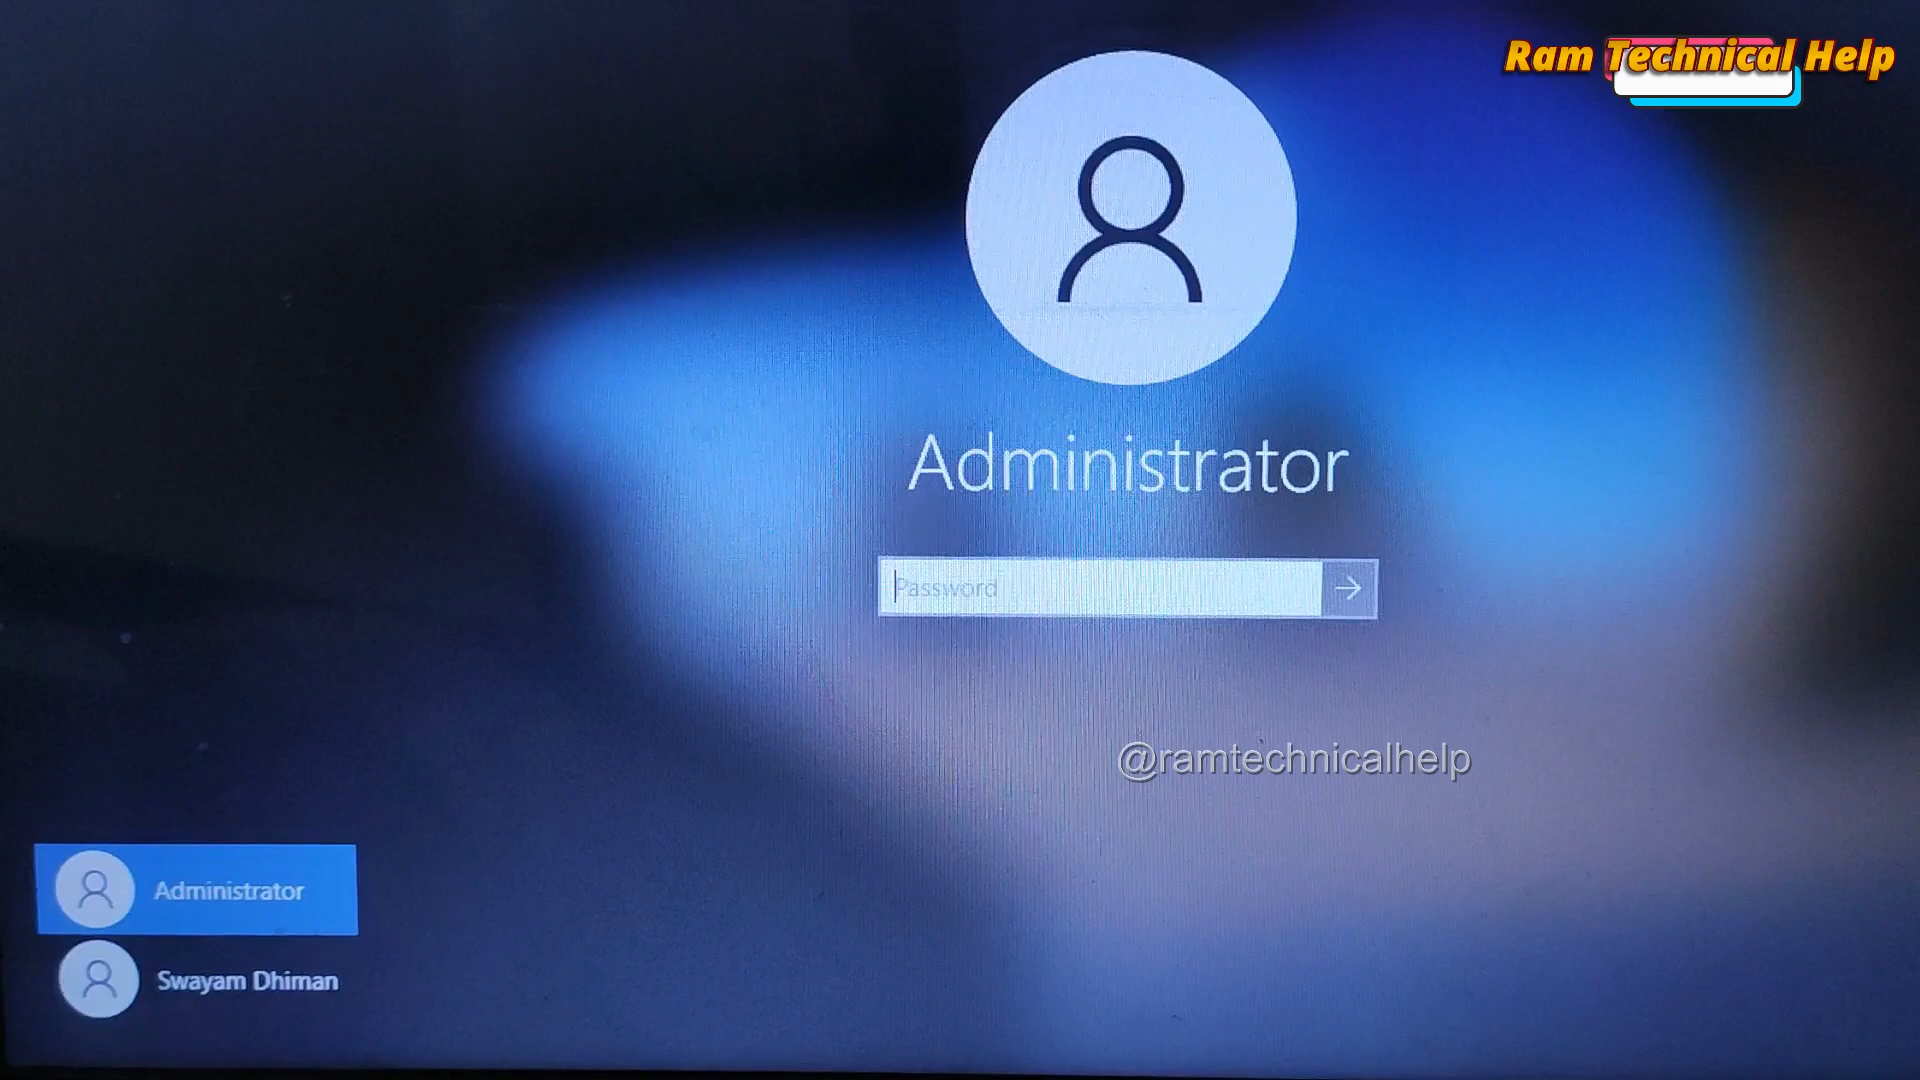 Ram Technical Help
Administrator
Password
@ramtechnicalhelp
Administrator
Swayam Dhiman